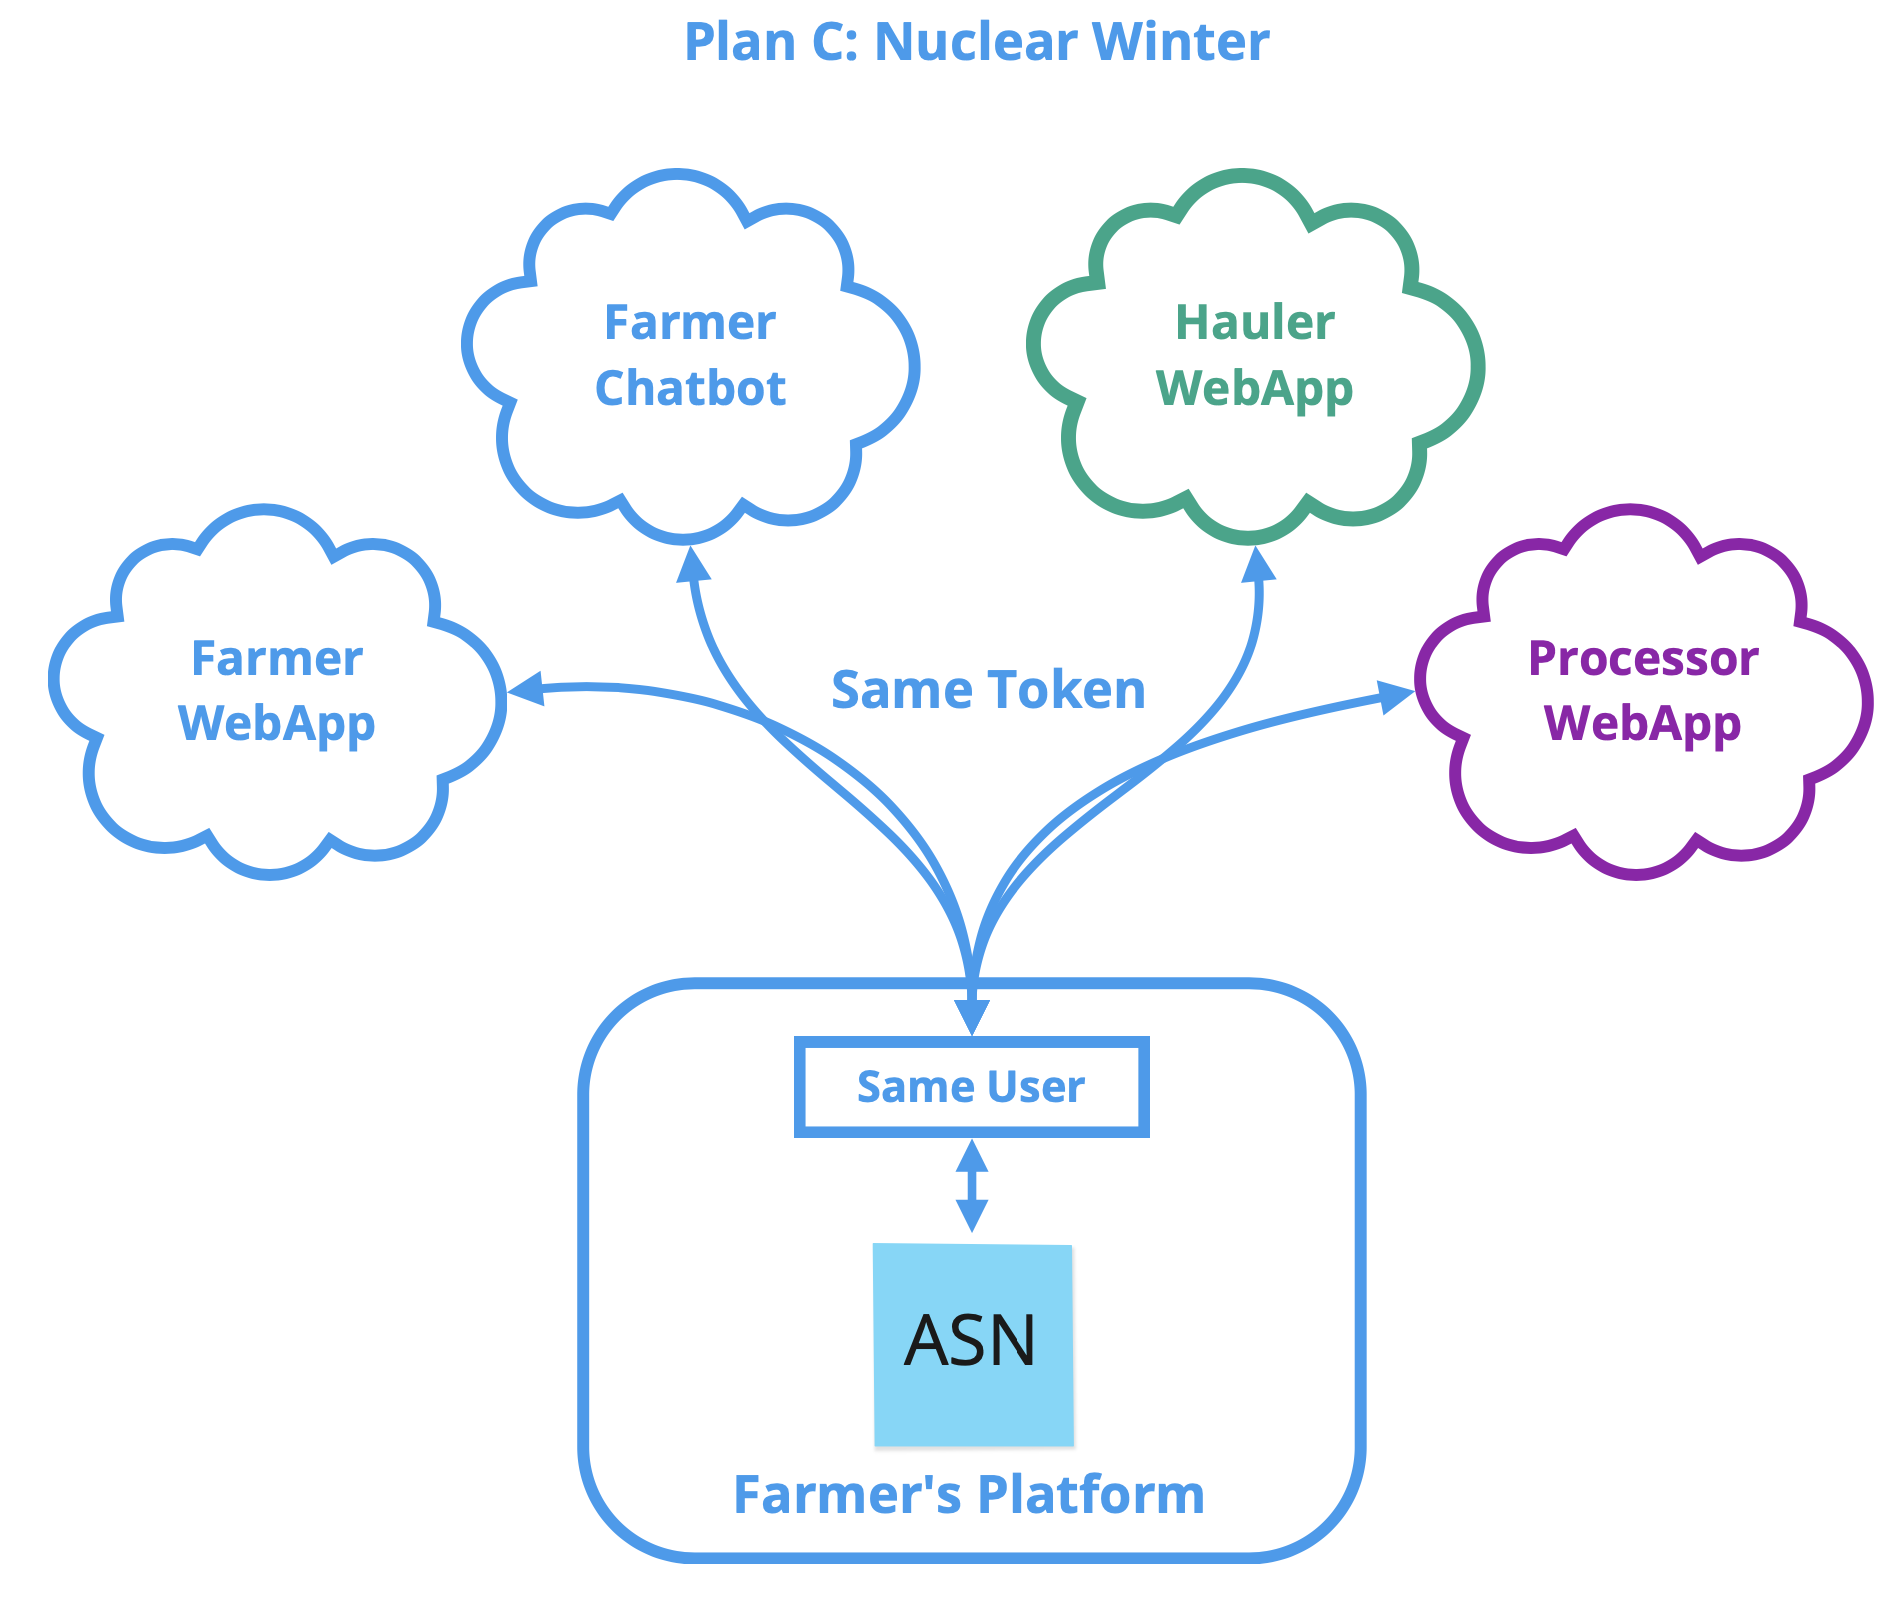 Plan C: Nuclear Winter
Farmer
Chatbot
Hauler
WebApp
Farmer
WebApp
Same Token
Processor
WebApp
Same User
ASN
Farmer's Platform